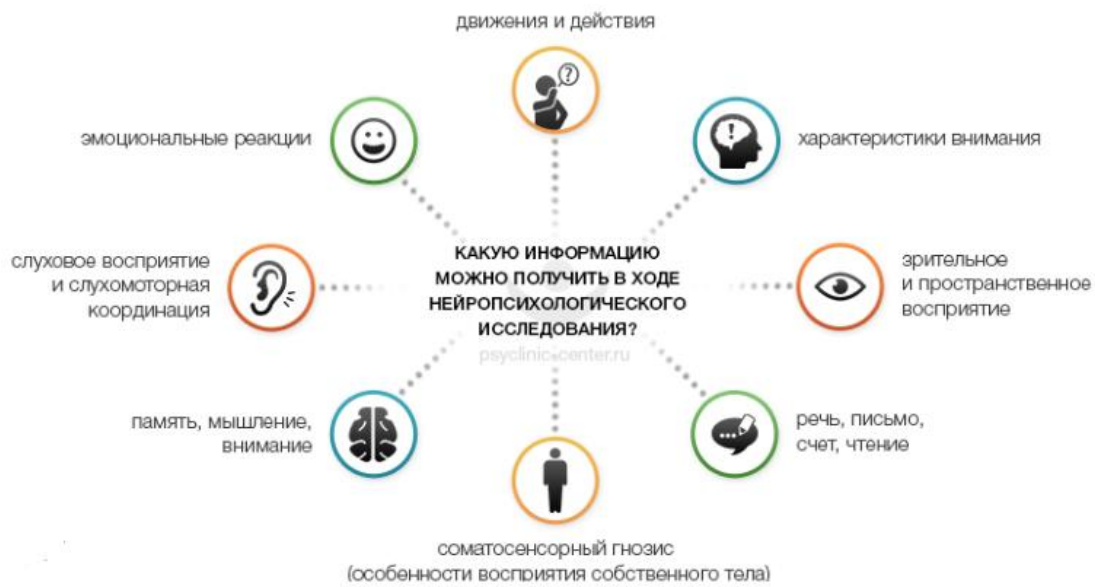 движения и действия
эмоциональные реакции
характеристики внимания
КАКУЮ ИНФОРМАЦИЮ
МОЖНО ПОЛУЧИТЬ В ХОДЕ
НЕЙРОПСИХОЛОГИЧЕСКОГО
ИССЛЕДОВАНИЯ?
psyclinic-center.ru
слуховое восприятие
и слухомоторная
координация
зрительное
и пространственное
восприятие
память, мышление,
внимание
речь, письмо,
счет, чтение
соматосенсорный гнозис
(особенности восприятия собственного тела)